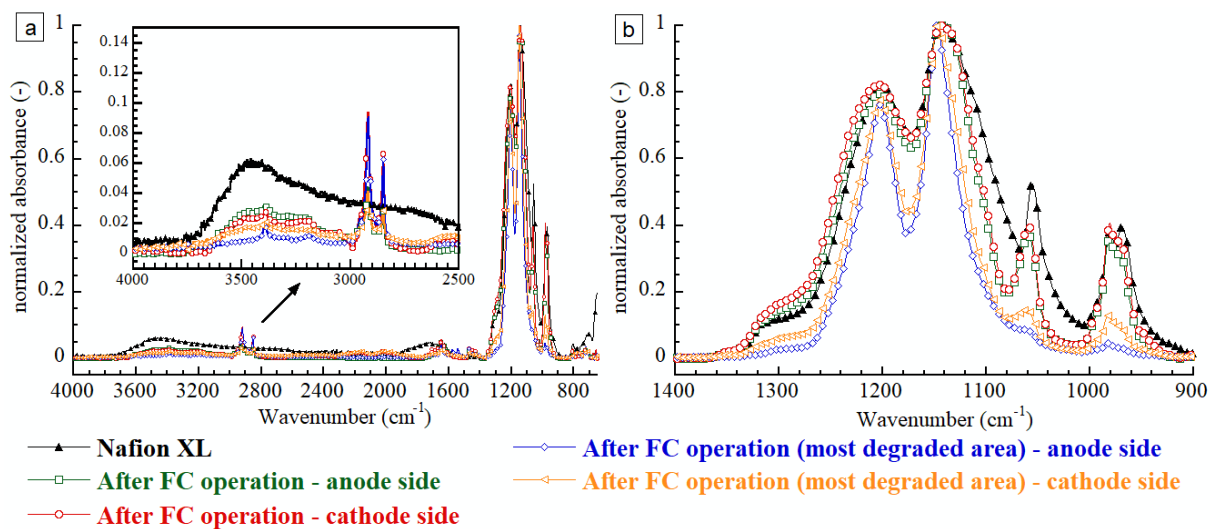 a
normalized absorbance (-)
1
0.8
0.6
0.4
0.2
0
4000 3600 3200 2800 2400 2000 1600 1200 800
Wavenumber (cm-1)
0.14
0.12
0.1
0.08
0.06
0.04
0.02
0
4000 3500 3000 2500
b
normalized absorbance (-)
1
0.8
0.6
0.4
0.2
0
1400 1300 1200 1100 1000 900
Wavenumber (cm-1)
Nafion XL
After FC operation - anode side
After FC operation - cathode side
After FC operation (most degraded area) - anode side
After FC operation (most degraded area) - cathode side